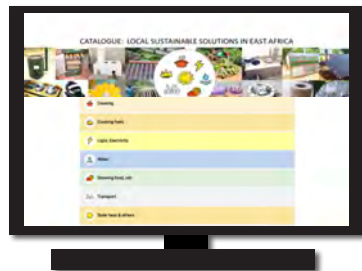 CATALOGUE: LOCAL SUSTAINABLE SOLUTIONS IN EAST AFRICA
Cooking
Cooking fuels
Light, Electricity
Water
Growing food, soil
Transport
Solar heat & others